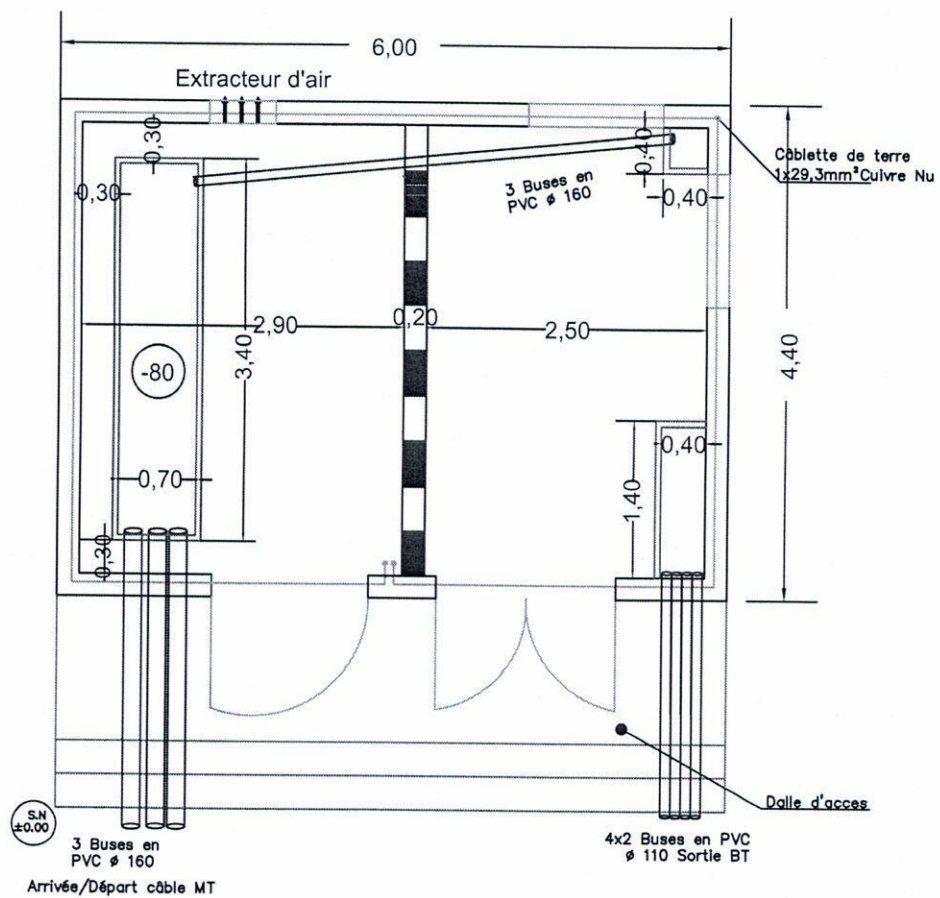 6,00
Extracteur d'air
0,30
0,40
Câblette de terre
1x29,3mm²Cuivre Nu
0,30
3 Buses en
PVC ø 160
0,40
2,90
0,20
2,50
3,40
4,40
-80
0,40
0,70
1,40
0,30
Dalle d'acces
S.N
±0.00
3 Buses en
PVC ø 160
4x2 Buses en PVC
ø 110 Sortie BT
Arrivée/Départ câble MT